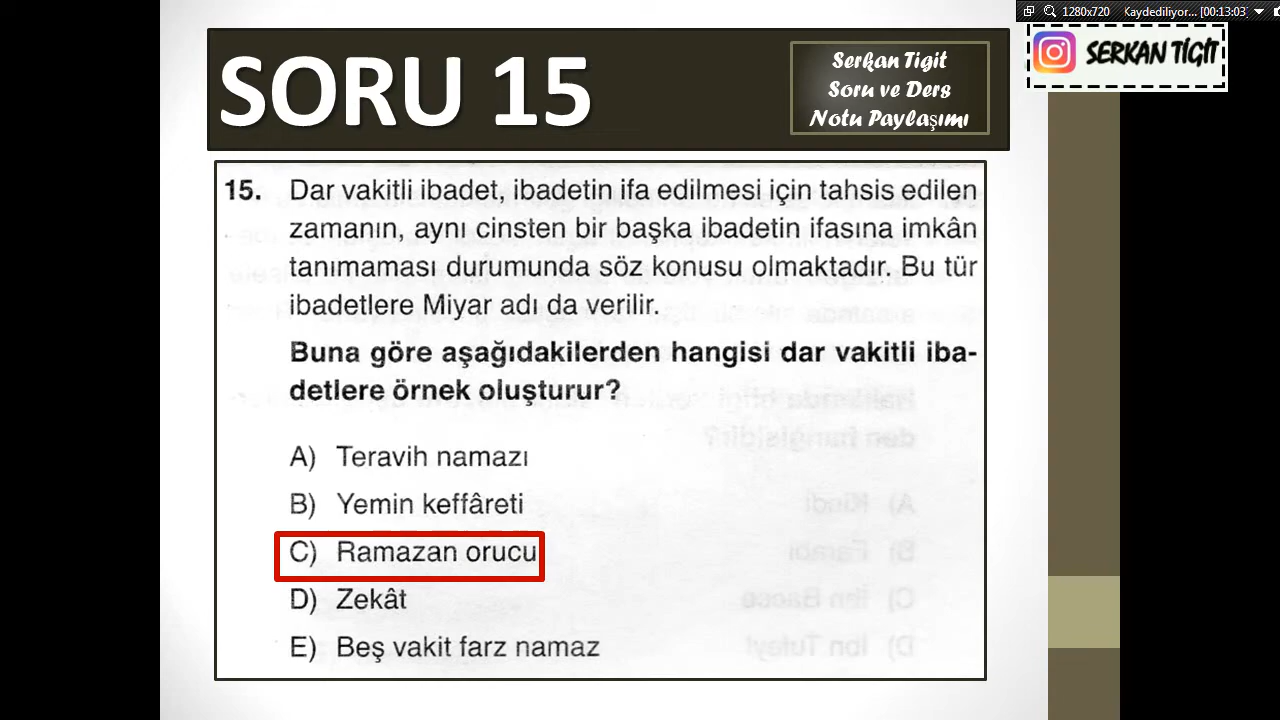 1280x720 Kaydediliyor... [00:13:03]
SERKAN TİGİT
SORU 15
Serkan Tigit
Soru ve Ders
Notu Paylaşımı
15. Dar vakitli ibadet, ibadetin ifa edilmesi için tahsis edilen
zamanın, aynı cinsten bir başka ibadetin ifasına imkân
tanımaması durumunda söz konusu olmaktadır. Bu tür
ibadetlere Miyar adı da verilir.
Buna göre aşağıdakilerden hangisi dar vakitli iba-
detlere örnek oluşturur?
A) Teravih namazı
B) Yemin keffâreti
C) Ramazan orucu
D) Zekât
E) Beş vakit farz namaz